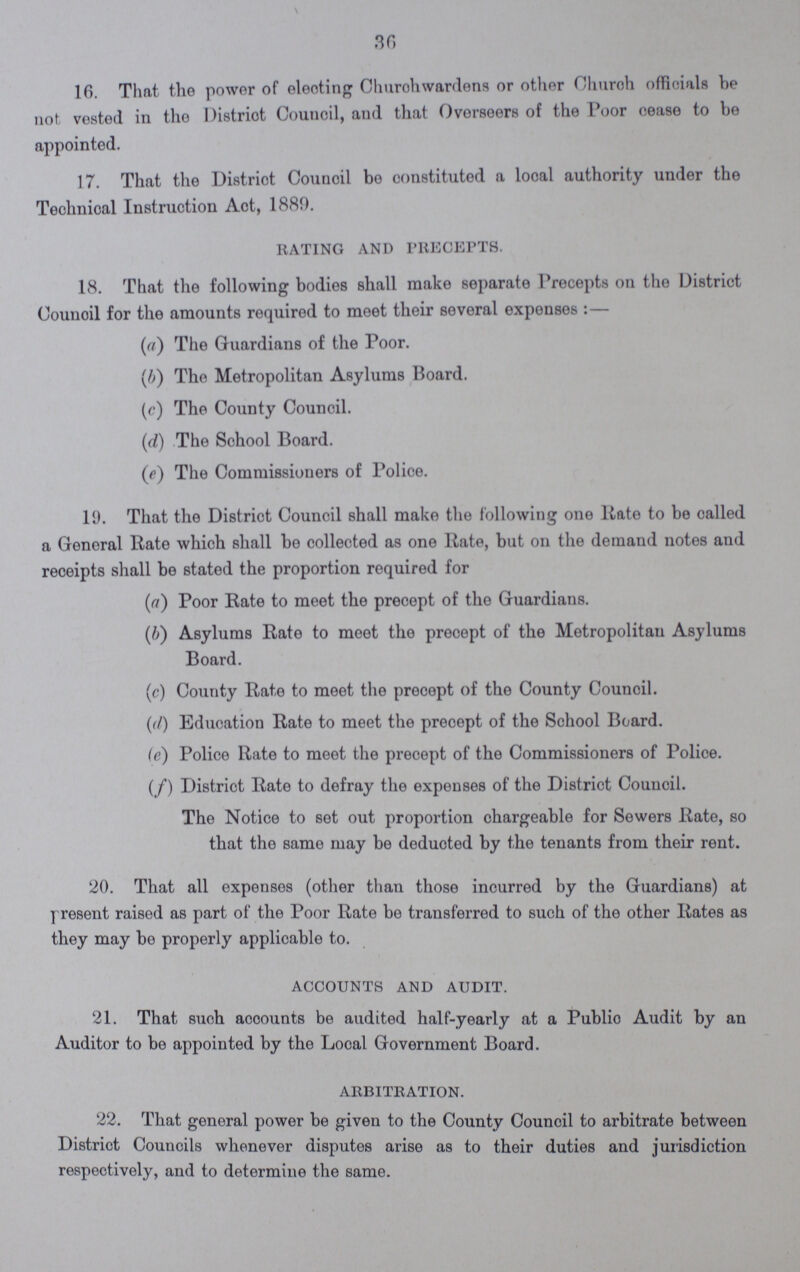 36
16. That the power of electing Churchwardens or other Church officials be
not vested in the District Council, and that Overseers of the Poor cease to be
appointed.
17. That the District Council be constituted a local authority under the
Technical Instruction Act, 1889.
RATING AND PRECEPTS.
18. That the following bodies shall make separate Precepts on the District
Council for the amounts required to meet their several expenses :—
(a) The Guardians of the Poor.
(b) The Metropolitan Asylums Board.
(c) The County Council.
(d) The School Board.
(e) The Commissioners of Police.
19. That the District Council shall make the following one Rate to be called
a General Rate which shall be collected as one Rate, but on the demand notes and
receipts shall be stated the proportion required for
(a) Poor Rate to meet the precept of the Guardians.
(b) Asylums Rate to meet the precept of the Metropolitan Asylums
Board.
(c) County Rate to meet the precept of the County Council.
(d) Education Rate to meet the precept of the School Board.
(e) Police Rate to meet the precept of the Commissioners of Police.
(f) District Rate to defray the expenses of the District Council.
The Notice to set out proportion chargeable for Sewers Rate, so
that the same may be deducted by the tenants from their rent.
20. That all expenses (other than those incurred by the Guardians) at
present raised as part of the Poor Rate be transferred to such of the other Rates as
they may be properly applicable to.
ACCOUNTS AND AUDIT.
21. That such accounts be audited half-yearly at a Public Audit by an
Auditor to be appointed by the Local Government Board.
ARBITRATION.
22. That general power be given to the County Council to arbitrate between
District Councils whenever disputes arise as to their duties and jurisdiction
respectively, and to determine the same.